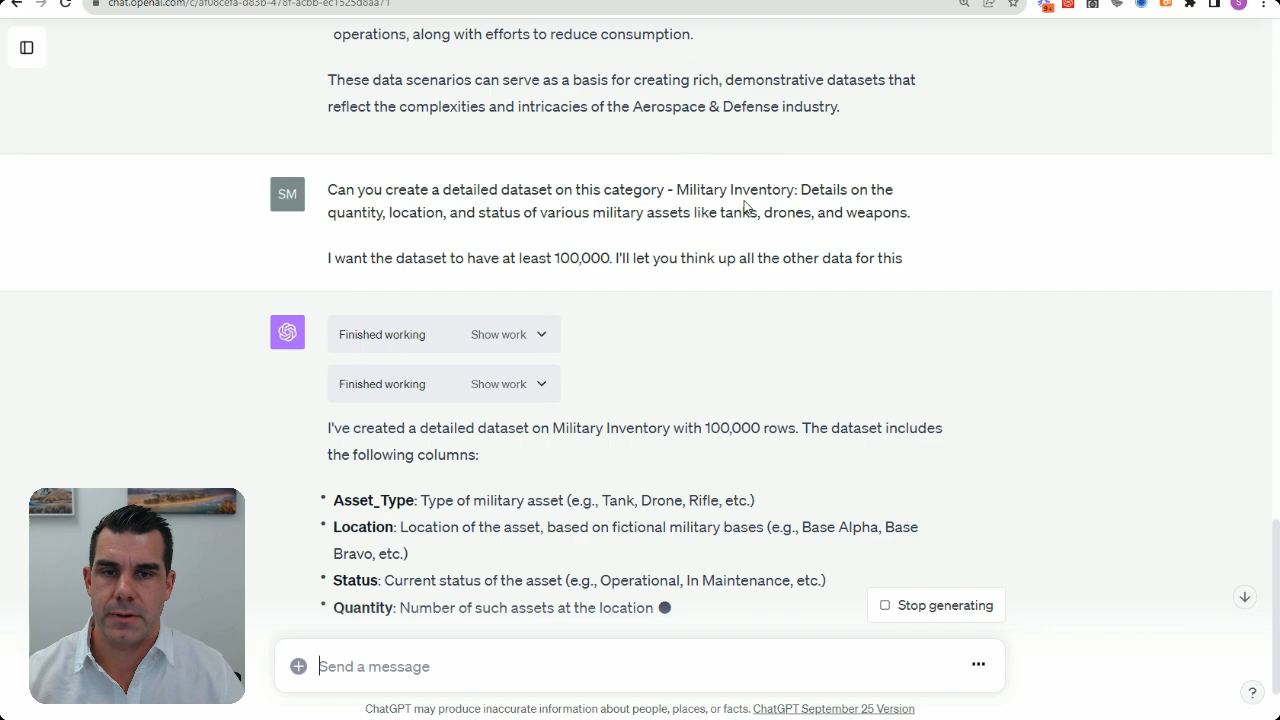 chat.openai.com/c/af08cefa-d83b-478f-acbb-ec1525d8aa71
S
operations, along with efforts to reduce consumption.
These data scenarios can serve as a basis for creating rich, demonstrative datasets that
reflect the complexities and intricacies of the Aerospace & Defense industry.
SM
Can you create a detailed dataset on this category - Military Inventory: Details on the
quantity, location, and status of various military assets like tanks, drones, and weapons.
I want the dataset to have at least 100,000. I'll let you think up all the other data for this
Finished working Show work
Finished working Show work
I've created a detailed dataset on Military Inventory with 100,000 rows. The dataset includes
the following columns:
• Asset_Type: Type of military asset (e.g., Tank, Drone, Rifle, etc.)
• Location: Location of the asset, based on fictional military bases (e.g., Base Alpha, Base
Bravo, etc.)
• Status: Current status of the asset (e.g., Operational, In Maintenance, etc.)
• Quantity: Number of such assets at the location
Stop generating
Send a message
?
ChatGPT may produce inaccurate information about people, places, or facts. ChatGPT September 25 Version